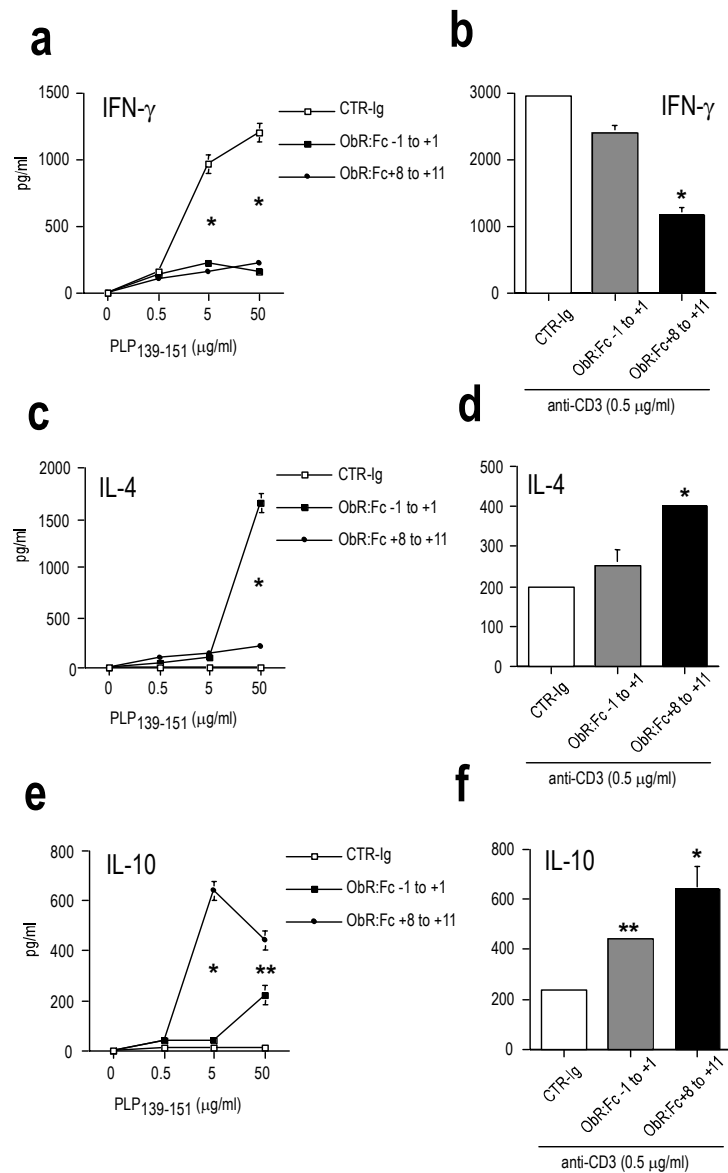 a
IFN-γ
pg/ml
1500
1000
500
0
*
*
0 0.5 5 50
PLP139-151 (μg/ml)
CTR-Ig
ObR:Fc -1 to +1
ObR:Fc+8 to +11
b
IFN-γ
3000
2000
1000
0
*
CTR-Ig
ObR:Fc -1 to +1
ObR:Fc+8 to +11
anti-CD3 (0.5 μg/ml)
c
IL-4
pg/ml
2000
1500
1000
500
0
*
0 0.5 5 50
PLP139-151 (μg/ml)
CTR-Ig
ObR:Fc -1 to +1
ObR:Fc +8 to +11
d
IL-4
500
400
300
200
100
0
*
CTR-Ig
ObR:Fc -1 to +1
ObR:Fc+8 to +11
anti-CD3 (0.5 μg/ml)
e
IL-10
pg/ml
800
600
400
200
0
* **
0 0.5 5 50
PLP139-151 (μg/ml)
CTR-Ig
ObR:Fc -1 to +1
ObR:Fc +8 to +11
f
IL-10
800
600
400
200
0
**
*
CTR-Ig
ObR:Fc -1 to +1
ObR:Fc+8 to +11
anti-CD3 (0.5 μg/ml)